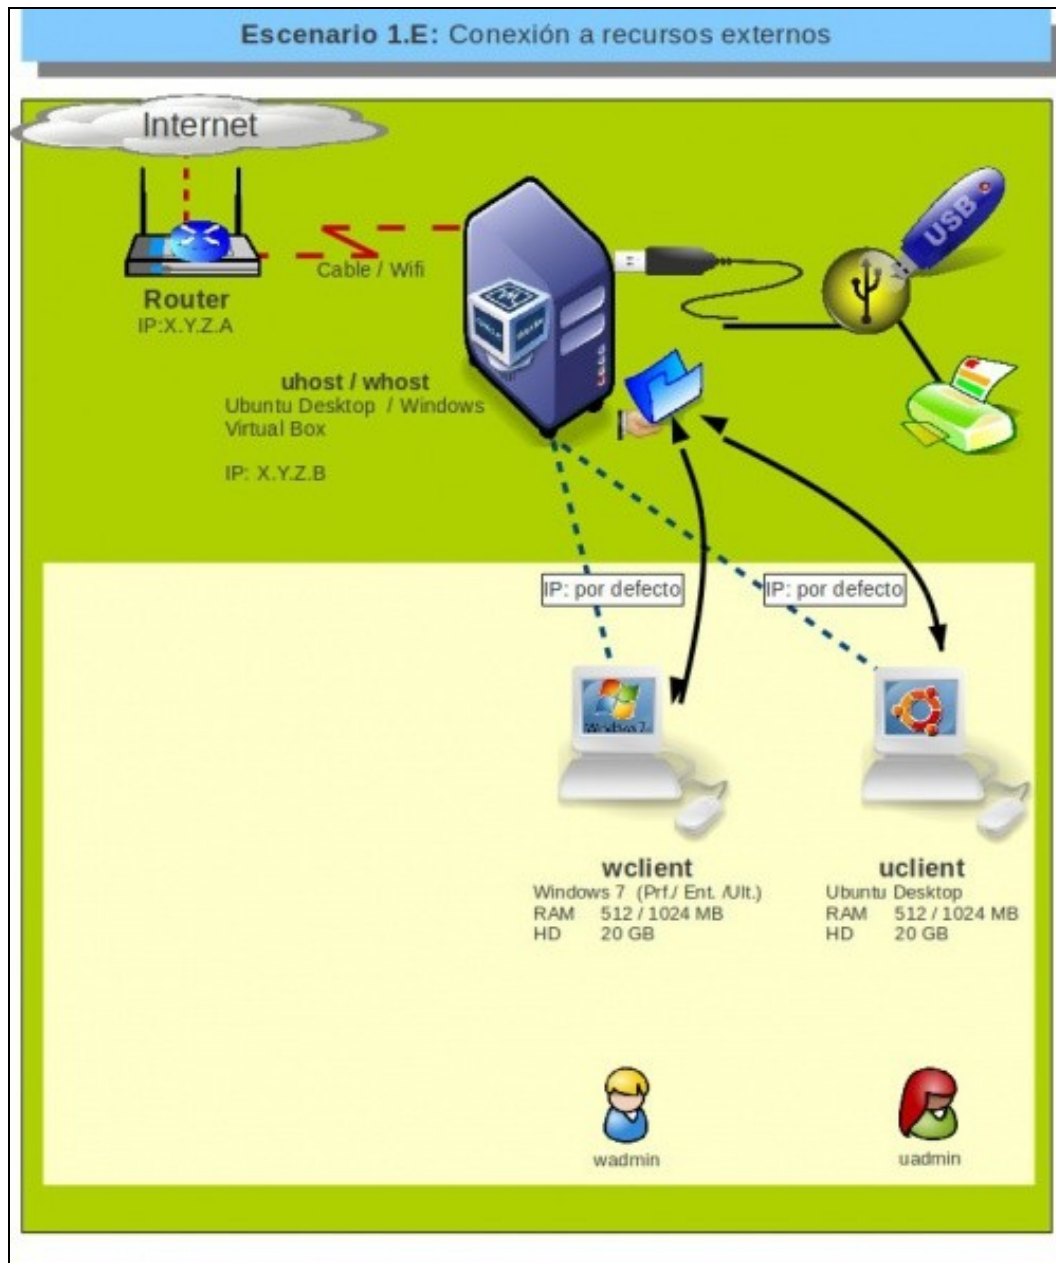 Escenario 1.E: Conexión a recursos externos
Internet
USB
Cable / Wifi
Router
IP:X.Y.Z.A
uhost / whost
Ubuntu Desktop / Windows
Virtual Box
IP: X.Y.Z.B
IP: por defecto
IP: por defecto
Windows 7
wclient
Windows 7 (Prf./ Ent. /Ult.)
RAM 512 / 1024 MB
HD 20 GB
uclient
Ubuntu Desktop
RAM 512 / 1024 MB
HD 20 GB
wadmin
uadmin